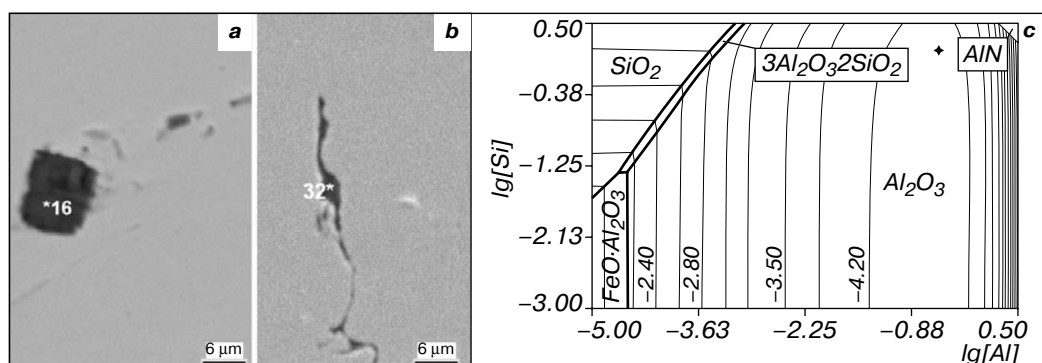 a
*16
6 μm
b
32*
6 μm
c
0.50
–0.38
–1.25
–2.13
–3.00
lg[Si]
SiO2
3Al2O32SiO2
AlN
Al2O3
FeO·Al2O3
–2.40
–2.80
–3.50
–4.20
–5.00 –3.63 –2.25 –0.88 0.50
lg[Al]